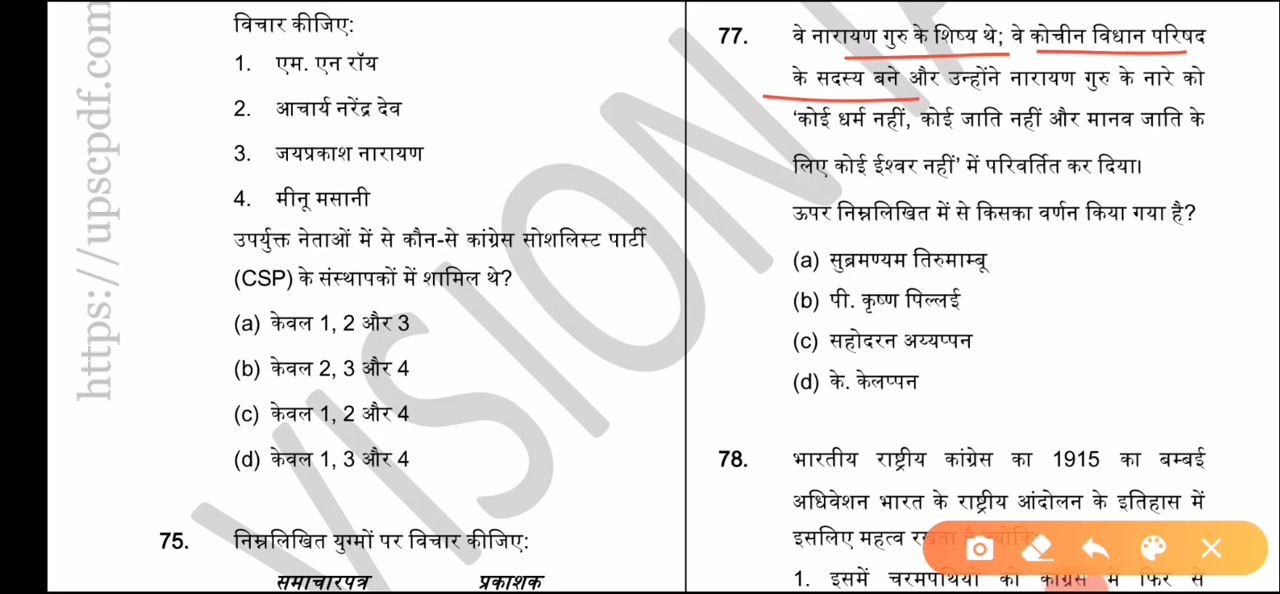 https://upscpdf.com
VISION
विचार कीजिए:
1. एम. एन रॉय
2. आचार्य नरेंद्र देव
3. जयप्रकाश नारायण
4. मीनू मसानी
उपर्युक्त नेताओं में से कौन-से कांग्रेस सोशलिस्ट पार्टी
(CSP) के संस्थापकों में शामिल थे?
(a) केवल 1, 2 और 3
(b) केवल 2, 3 और 4
(c) केवल 1, 2 और 4
(d) केवल 1, 3 और 4
75. निम्नलिखित युग्मों पर विचार कीजिए:
समाचारपत्र प्रकाशक
77. वे नारायण गुरु के शिष्य थे; वे कोचीन विधान परिषद
के सदस्य बने और उन्होंने नारायण गुरु के नारे को
‘कोई धर्म नहीं, कोई जाति नहीं और मानव जाति के
लिए कोई ईश्वर नहीं’ में परिवर्तित कर दिया।
ऊपर निम्नलिखित में से किसका वर्णन किया गया है?
(a) सुब्रमण्यम तिरुमाम्बू
(b) पी. कृष्ण पिल्लई
(c) सहोदरन अय्यप्पन
(d) के. केलप्पन
78. भारतीय राष्ट्रीय कांग्रेस का 1915 का बम्बई
अधिवेशन भारत के राष्ट्रीय आंदोलन के इतिहास में
इसलिए महत्व रखता है क्योंकि
1. इसमें चरमपंथियों को कांग्रेस में फिर से